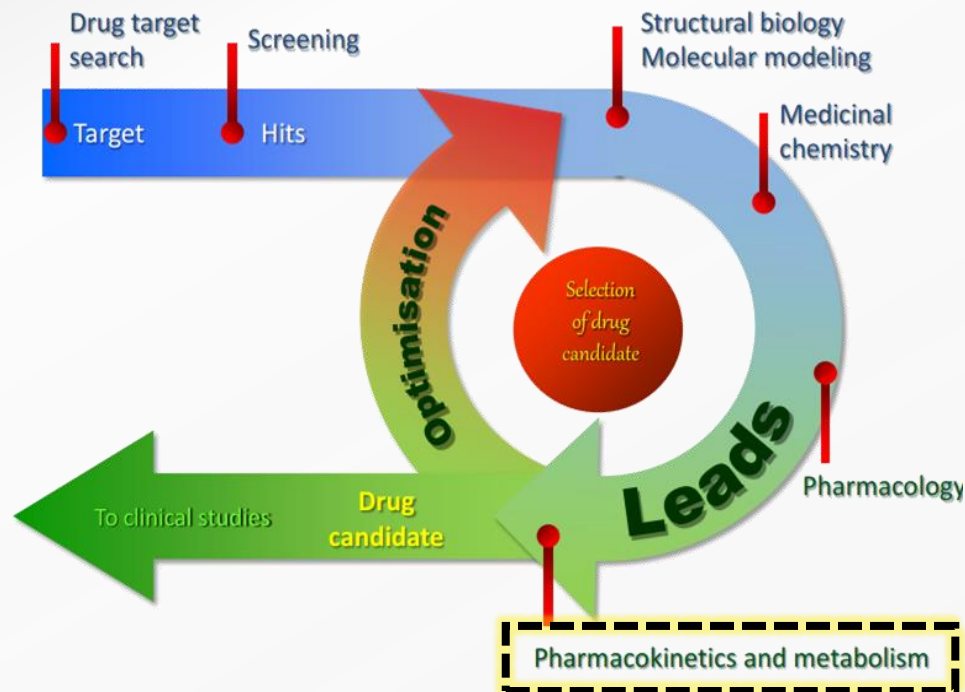 Drug target
search
Screening
Structural biology
Molecular modeling
Target
Hits
Medicinal
chemistry
Optimisation
Selection
of drug
candidate
Leads
Pharmacology
To clinical studies
Drug
candidate
Pharmacokinetics and metabolism